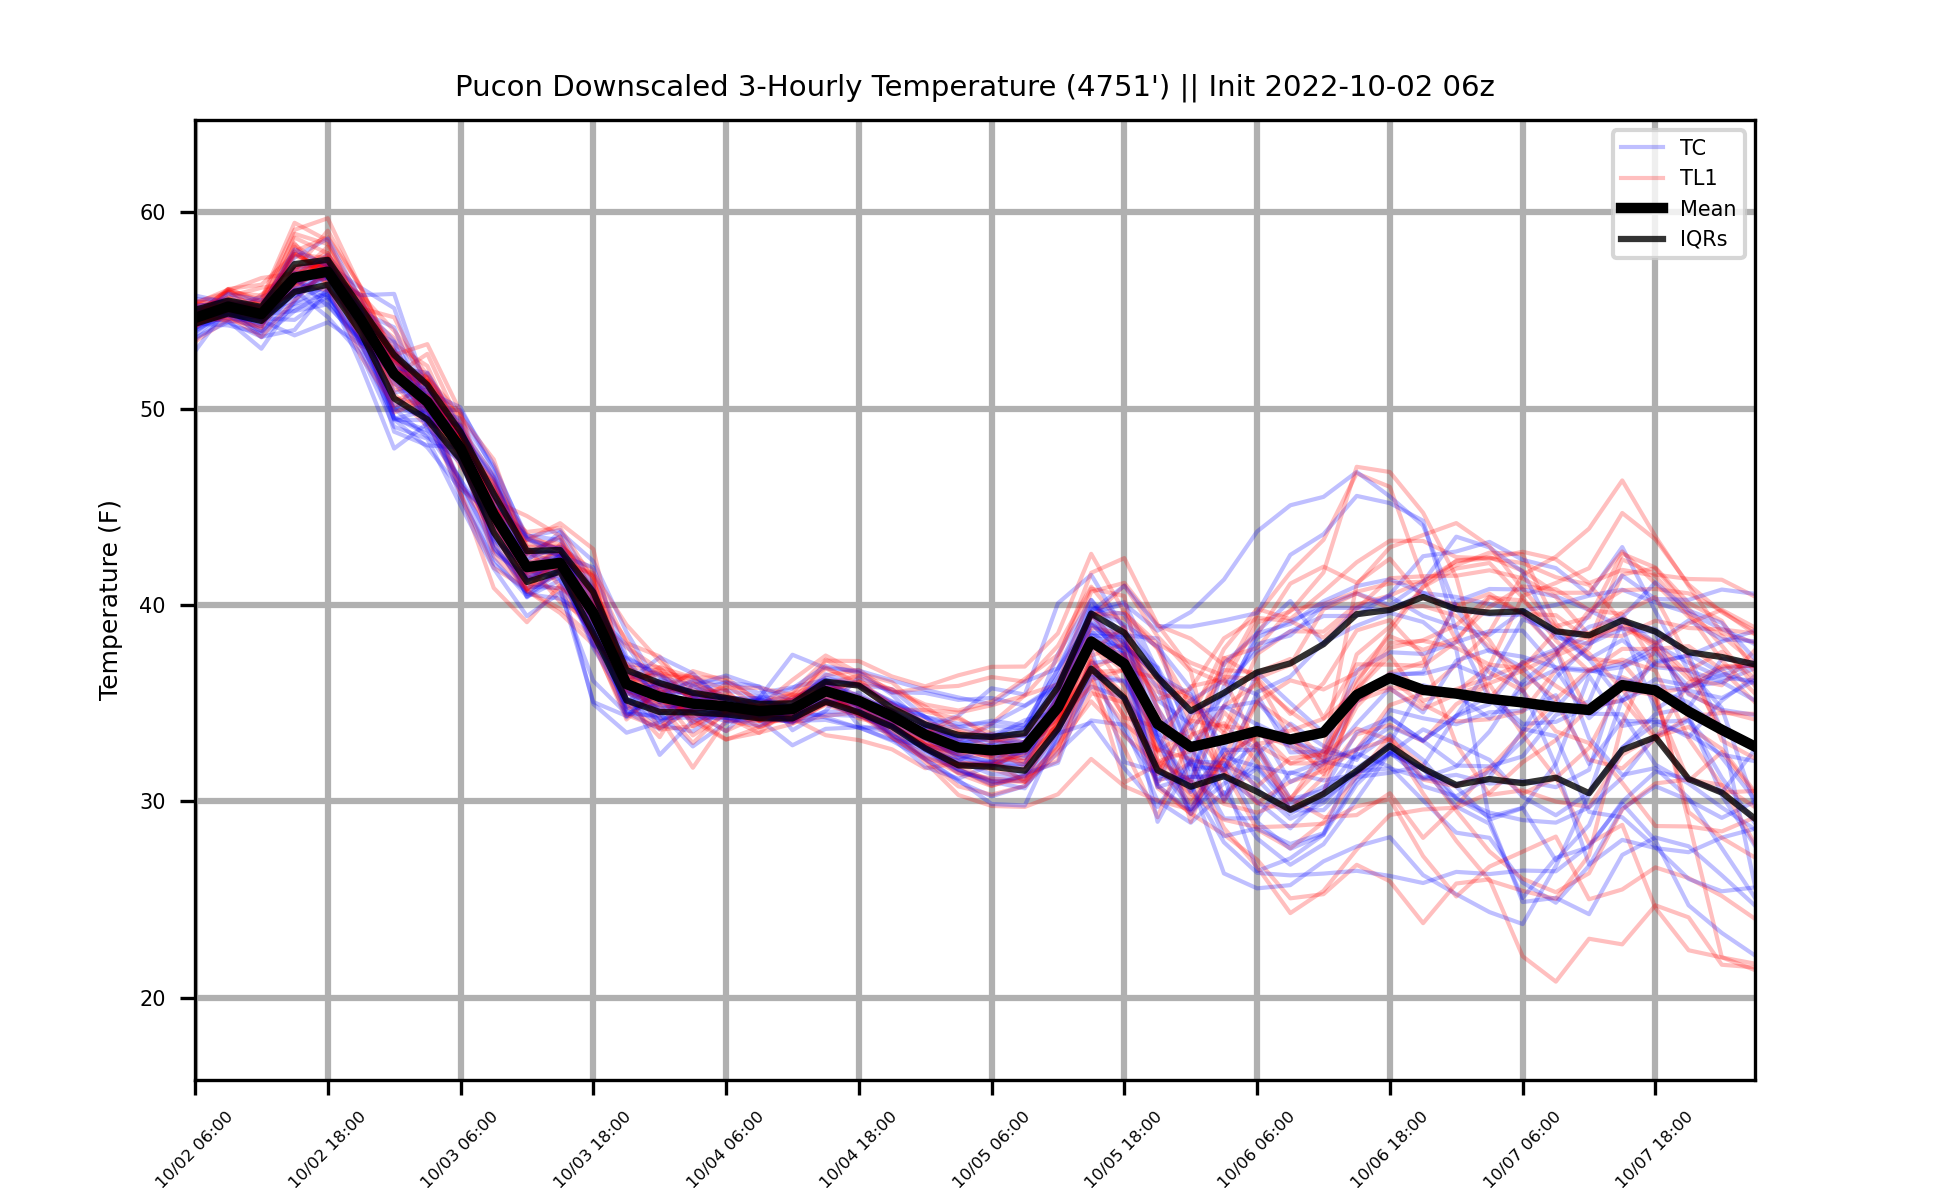 Pucon Downscaled 3-Hourly Temperature (4751') || Init 2022-10-02 06z
TC
TL1
Mean
IQRs
Temperature (F)
60
50
40
30
20
10/02 06:00
10/02 18:00
10/03 06:00
10/03 18:00
10/04 06:00
10/04 18:00
10/05 06:00
10/05 18:00
10/06 06:00
10/06 18:00
10/07 06:00
10/07 18:00